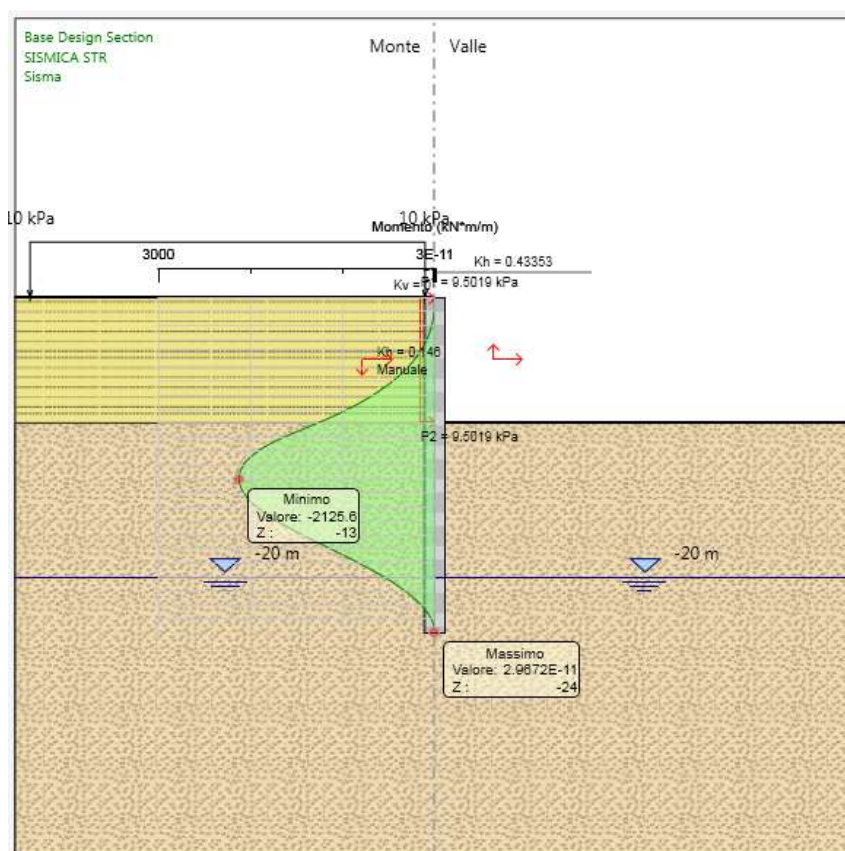 Base Design Section
SISMICA STR
Sisma
Monte
Valle
10 kPa
10 kPa
Momento (kN*m/m)
3000
3E-11
Kh = 0.43353
Kv =
= 9.5019 kPa
Kh = 0.146
Manuale
P2 = 9.5019 kPa
Minimo
Valore: -2125.6
Z : -13
-20 m
-20 m
Massimo
Valore: 2.9672E-11
Z : -24